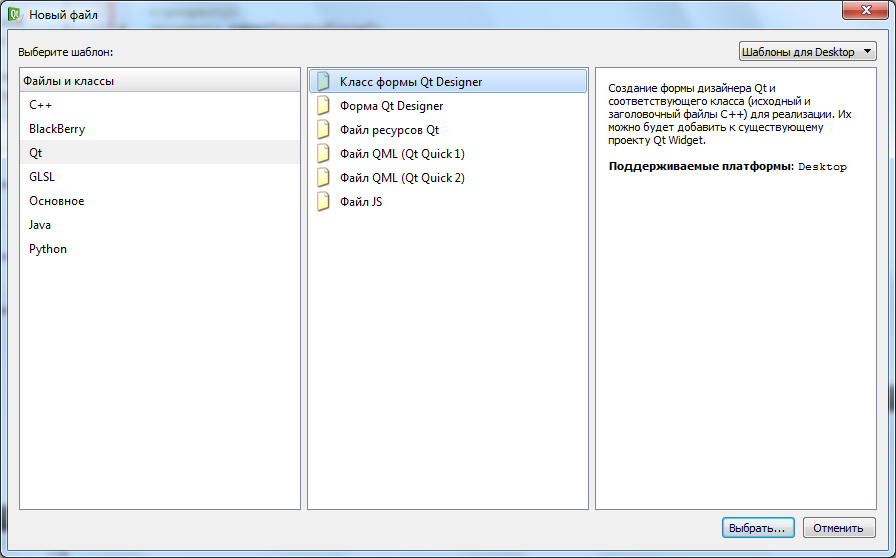 Новый файл
Выберите шаблон:
Шаблоны для Desktop
Файлы и классы
C++
BlackBerry
Qt
GLSL
Основное
Java
Python
Класс формы Qt Designer
Форма Qt Designer
Файл ресурсов Qt
Файл QML (Qt Quick 1)
Файл QML (Qt Quick 2)
Файл JS
Создание формы дизайнера Qt и
соответствующего класса (исходный и
заголовочный файлы C++) для реализации. Их
можно будет добавить к существующему
проекту Qt Widget.
Поддерживаемые платформы: Desktop
Выбрать...
Отменить